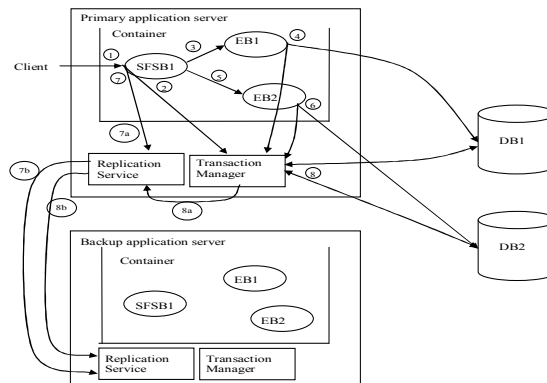 Primary application server
Container
EB1
4
3
1
Client
SFSB1
7
2
5
EB2
6
7a
DB1
7b
Replication
Service
Transaction
Manager
8
8b
8a
Backup application server
DB2
Container
EB1
SFSB1
EB2
Replication
Service
Transaction
Manager